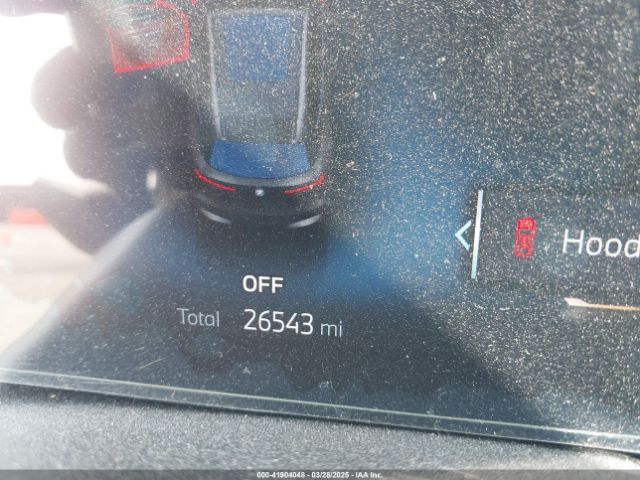 Hood
OFF
Total 26543 mi
000-41904048 | 03/28/2025 - IAA Inc.